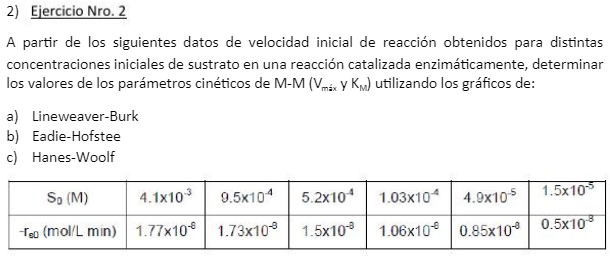 2) Ejercicio Nro. 2
A partir de los siguientes datos de velocidad inicial de reacción obtenidos para distintas
concentraciones iniciales de sustrato en una reacción catalizada enzimáticamente, determinar
los valores de los parámetros cinéticos de M-M (Vmáx y KM) utilizando los gráficos de:
a) Lineweaver-Burk
b) Eadie-Hofstee
c) Hanes-Woolf
S0 (M) 4.1x10-3 9.5x10-4 5.2x10-4 1.03x10-4 4.9x10-5 1.5x10-5
-rs0 (mol/L min) 1.77x10-8 1.73x10-8 1.5x10-8 1.06x10-8 0.85x10-8 0.5x10-8